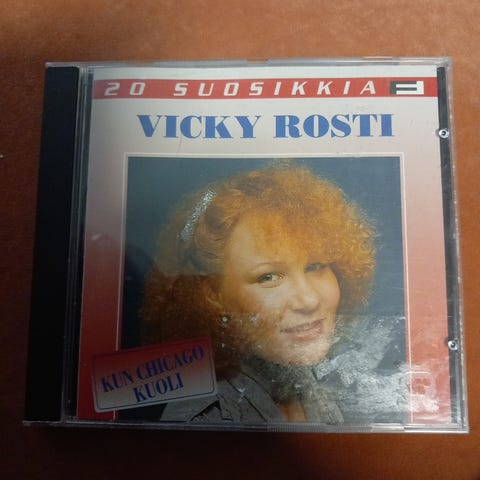 20 SUOSIKKIA F
VICKY ROSTI
KUN CHICAGO
KUOLI